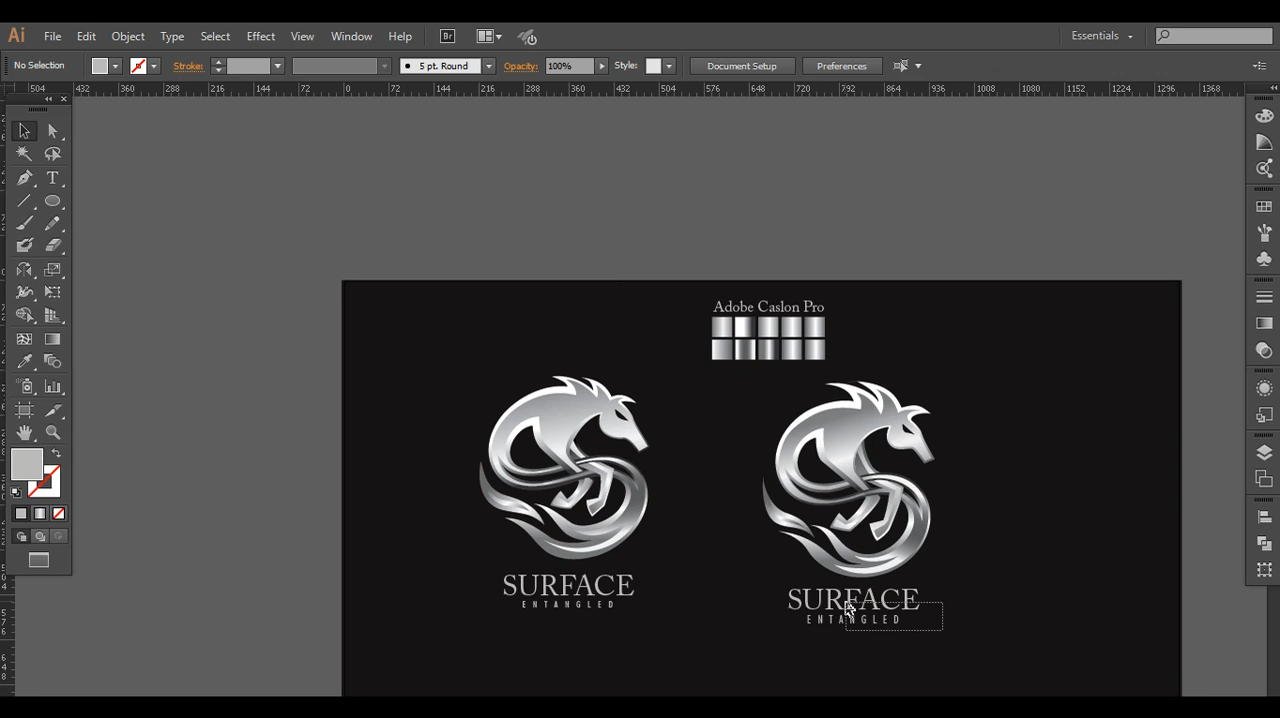 Ai File Edit Object Type Select Effect View Window Help Br Essentials
No Selection Stroke: 5 pt. Round Opacity: 100% Style: Document Setup Preferences
504 432 360 288 216 144 72 0 72 144 216 288 360 432 504 576 648 720 792 864 936 1008 1080 1152 1224 1296 1368
Adobe Caslon Pro
SURFACE
ENTANGLED
SURFACE
ENTANGLED